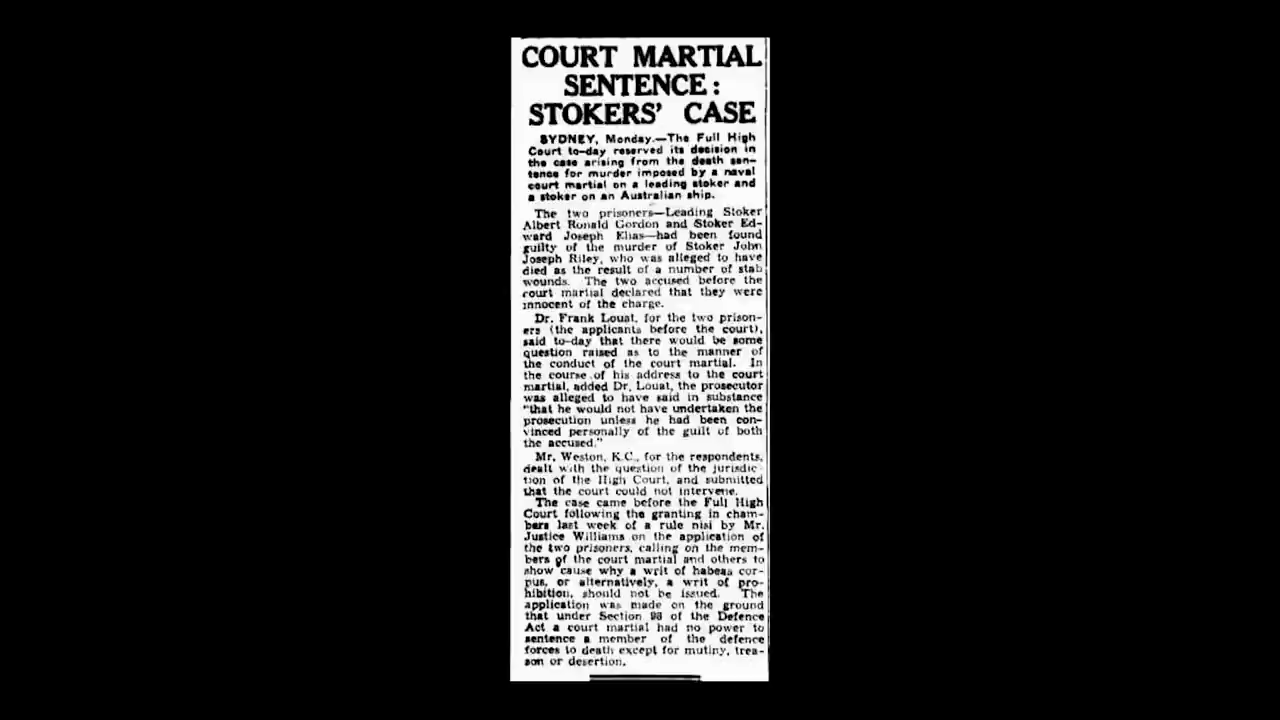 COURT MARTIAL
SENTENCE:
STOKERS' CASE
SYDNEY, Monday.—The Full High
Court to-day reserved its decision in
the case arising from the death sen-
tence for murder imposed by a naval
court martial on a leading stoker and
a stoker on an Australian ship.
The two prisoners—Leading Stoker
Albert Ronald Gordon and Stoker Ed-
ward Joseph Elias—had been found
guilty of the murder of Stoker John
Joseph Riley, who was alleged to have
died as the result of a number of stab
wounds. The two accused before the
court martial declared that they were
innocent of the charge.
Dr. Frank Louat, for the two prison-
ers (the applicants before the court),
said to-day that there would be some
question raised as to the manner of
the conduct of the court martial. In
the course of his address to the court
martial, added Dr. Louat, the prosecutor
was alleged to have said in substance
"that he would not have undertaken the
prosecution unless he had been con-
vinced personally of the guilt of both
the accused."
Mr. Weston, K.C., for the respondents,
dealt with the question of the jurisdic-
tion of the High Court, and submitted
that the court could not intervene.
The case came before the Full High
Court following the granting in cham-
bers last week of a rule nisi by Mr.
Justice Williams on the application of
the two prisoners, calling on the mem-
bers of the court martial and others to
show cause why a writ of habeas cor-
pus, or alternatively, a writ of pro-
hibition, should not be issued. The
application was made on the ground
that under Section 98 of the Defence
Act a court martial had no power to
sentence a member of the defence
forces to death except for mutiny, trea-
son or desertion.